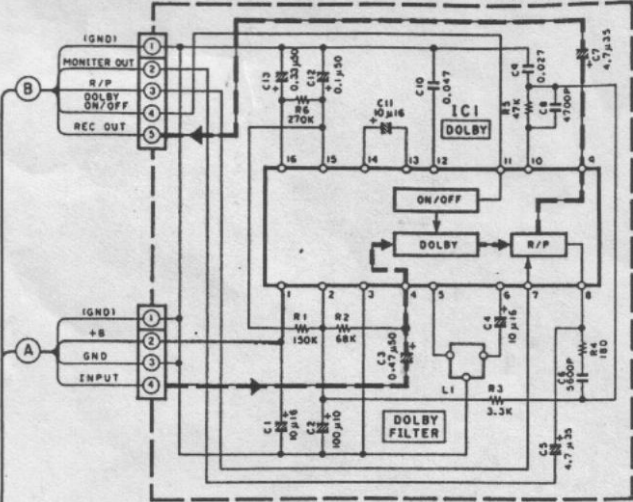 B
(GND)
1
MONITER OUT
2
R/P
3
DOLBY
ON/OFF
4
REC OUT
5
C13
0.33μ50
C12
0.1μ50
R6
270K
C11
10μ16
C10
0.047
IC1
DOLBY
C9
0.027
R5
47K
C8
4700P
C7
4.7μ35
16 15 14 13 12 11 10 9
ON/OFF
DOLBY
R/P
1 2 3 4 5 6 7 8
A
(GND)
1
+B
2
GND
3
INPUT
4
R1
150K
R2
68K
C3
0.47μ50
C4
10μ16
L1
R3
3.3K
R4
180
C6
5600P
C1
10μ16
C2
100μ10
DOLBY
FILTER
C5
4.7μ35